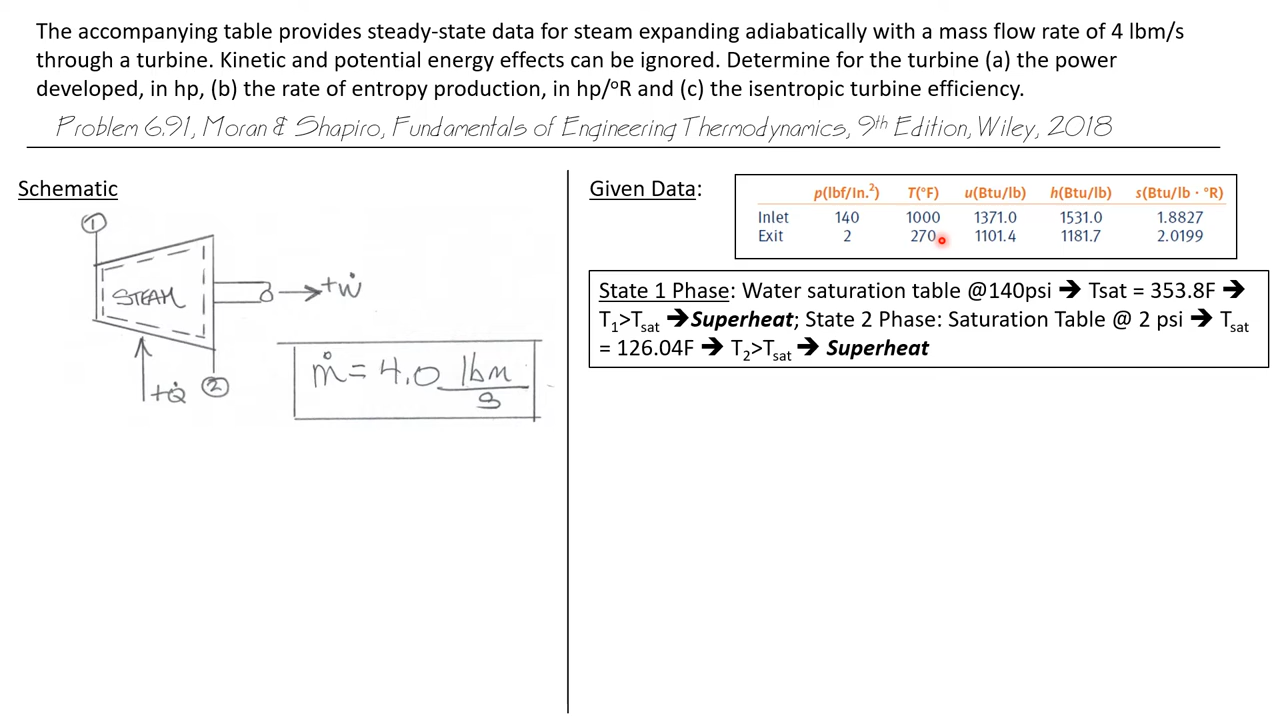 The accompanying table provides steady-state data for steam expanding adiabatically with a mass flow rate of 4 lbm/s
through a turbine. Kinetic and potential energy effects can be ignored. Determine for the turbine (a) the power
developed, in hp, (b) the rate of entropy production, in hp/ºR and (c) the isentropic turbine efficiency.
Problem 6.91, Moran & Shapiro, Fundamentals of Engineering Thermodynamics, 9th Edition, Wiley, 2018
Schematic
1
STEAM
+Ẇ
+Q̇
2
ṁ = 4.0 lbm/s
Given Data:
p(lbf/in.²) T(°F) u(Btu/lb) h(Btu/lb) s(Btu/lb · °R)
Inlet 140 1000 1371.0 1531.0 1.8827
Exit 2 270 1101.4 1181.7 2.0199
State 1 Phase: Water saturation table @140psi → Tsat = 353.8F →
T1>Tsat →Superheat; State 2 Phase: Saturation Table @ 2 psi → Tsat
= 126.04F → T2>Tsat → Superheat